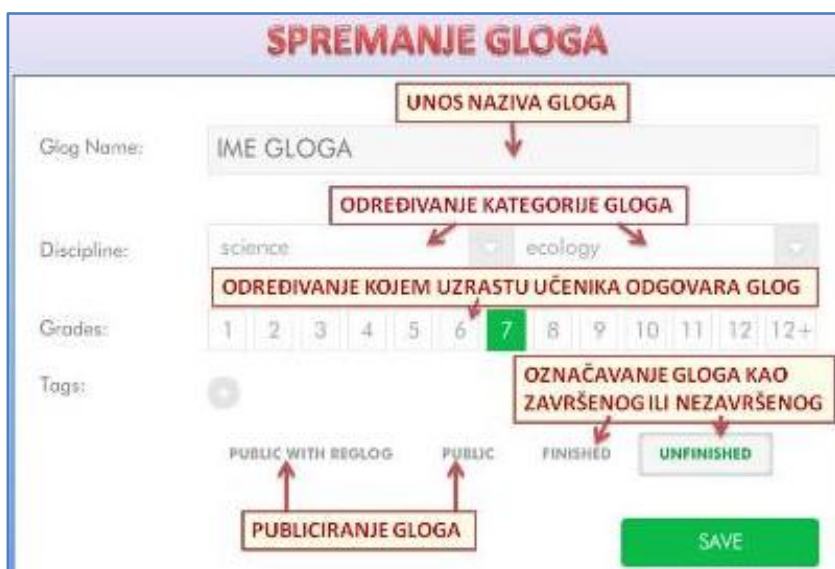 SPREMANJE GLOGA
UNOS NAZIVA GLOGA
Glog Name: IME GLOGA
ODREĐIVANJE KATEGORIJE GLOGA
Discipline: science ecology
ODREĐIVANJE KOJEM UZRASTU UČENIKA ODGOVARA GLOG
Grades: 1 2 3 4 5 6 7 8 9 10 11 12 12+
Tags:
OZNAČAVANJE GLOGA KAO
ZAVRŠENOG ILI NEZAVRŠENOG
PUBLIC WITH REGLOG PUBLIC FINISHED UNFINISHED
PUBLICIRANJE GLOGA
SAVE